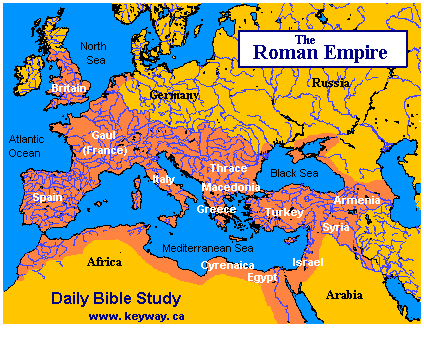 The
Roman Empire
North
Sea
Britain
Russia
Germany
Atlantic
Ocean
Gaul
(France)
Thrace
Black Sea
Italy
Macedonia
Spain
Greece
Turkey
Armenia
Syria
Mediterranean Sea
Africa
Cyrenaica
Israel
Egypt
Arabia
Daily Bible Study
www.keyway.ca